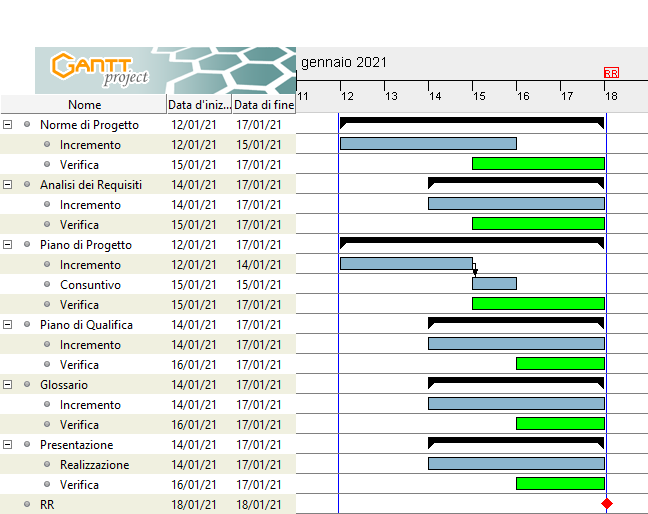 GANTT
project
gennaio 2021
RR
11 12 13 14 15 16 17 18
Nome Data d'iniz... Data di fine
Norme di Progetto 12/01/21 17/01/21
Incremento 12/01/21 15/01/21
Verifica 15/01/21 17/01/21
Analisi dei Requisiti 14/01/21 17/01/21
Incremento 14/01/21 17/01/21
Verifica 15/01/21 17/01/21
Piano di Progetto 12/01/21 17/01/21
Incremento 12/01/21 14/01/21
Consuntivo 15/01/21 15/01/21
Verifica 15/01/21 17/01/21
Piano di Qualifica 14/01/21 17/01/21
Incremento 14/01/21 17/01/21
Verifica 16/01/21 17/01/21
Glossario 14/01/21 17/01/21
Incremento 14/01/21 17/01/21
Verifica 16/01/21 17/01/21
Presentazione 14/01/21 17/01/21
Realizzazione 14/01/21 17/01/21
Verifica 16/01/21 17/01/21
RR 18/01/21 18/01/21